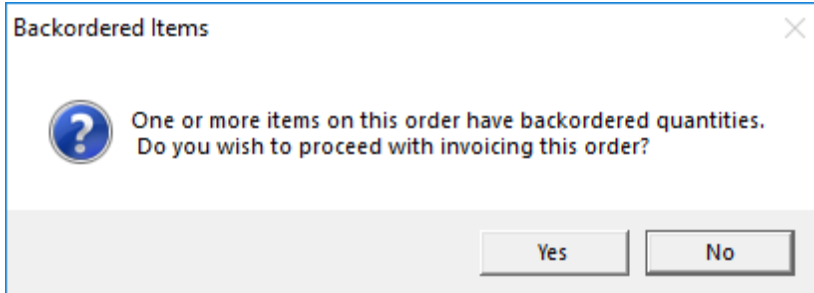 Backordered Items
One or more items on this order have backordered quantities.
Do you wish to proceed with invoicing this order?
Yes
No